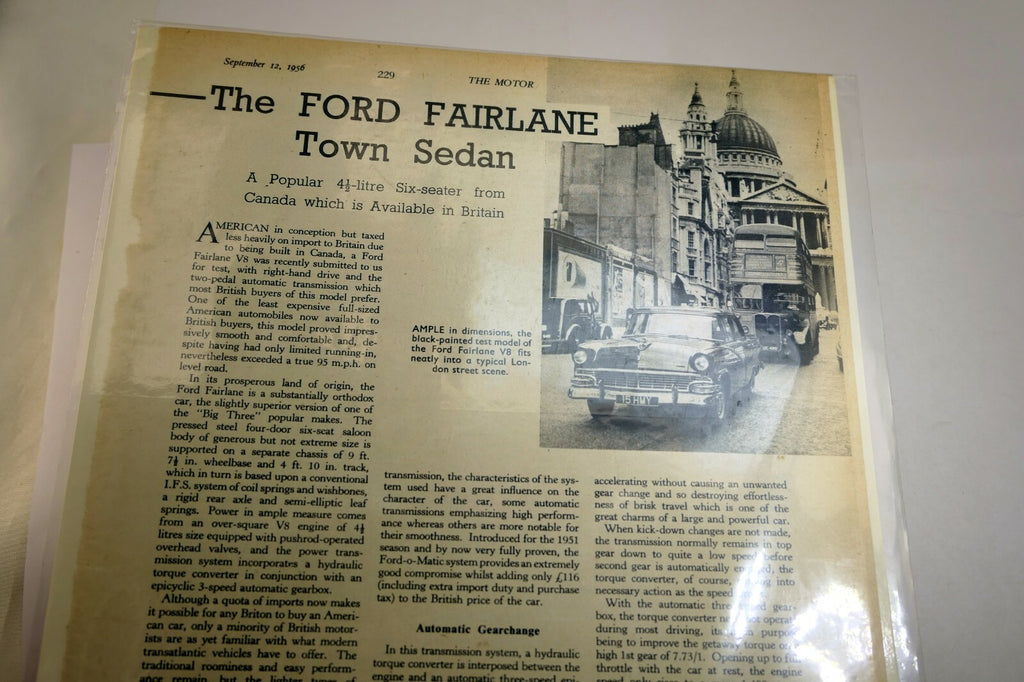 September 12, 1956
229
THE MOTOR
—The FORD FAIRLANE
Town Sedan
A Popular 4½-litre Six-seater from
Canada which is Available in Britain
AMERICAN in conception but taxed
less heavily on import to Britain due
to being built in Canada, a Ford
Fairlane V8 was recently submitted to us
for test, with right-hand drive and the
two-pedal automatic transmission which
most British buyers of this model prefer.
One of the least expensive full-sized
American automobiles now available to
British buyers, this model proved impres-
sively smooth and comfortable and, de-
spite having had only limited running-in,
nevertheless exceeded a true 95 m.p.h. on
level road.
In its prosperous land of origin, the
Ford Fairlane is a substantially orthodox
car, the slightly superior version of one of
the "Big Three" popular makes. The
pressed steel four-door six-seat saloon
body of generous but not extreme size is
supported on a separate chassis of 9 ft.
7½ in. wheelbase and 4 ft. 10 in. track,
which in turn is based upon a conventional
I.F.S. system of coil springs and wishbones,
a rigid rear axle and semi-elliptic leaf
springs. Power in ample measure comes
from an over-square V8 engine of 4½
litres size equipped with pushrod-operated
overhead valves, and the power trans-
mission system incorporates a hydraulic
torque converter in conjunction with an
epicyclic 3-speed automatic gearbox.
Although a quota of imports now makes
it possible for any Briton to buy an Ameri-
can car, only a minority of British motor-
ists are as yet familiar with what modern
transatlantic vehicles have to offer. The
traditional roominess and easy perform-
ance remain, but the lighter types of
AMPLE in dimensions, the
black-painted test model of
the Ford Fairlane V8 fits
neatly into a typical Lon-
don street scene.
15 HWY
transmission, the characteristics of the sys-
tem used have a great influence on the
character of the car, some automatic
transmissions emphasizing high perform-
ance whereas others are more notable for
their smoothness. Introduced for the 1951
season and by now very fully proven, the
Ford-o-Matic system provides an extremely
good compromise whilst adding only £116
(including extra import duty and purchase
tax) to the British price of the car.
Automatic Gearchange
In this transmission system, a hydraulic
torque converter is interposed between the
engine and an automatic three-speed epi-
accelerating without causing an unwanted
gear change and so destroying effortless-
ness of brisk travel which is one of the
great charms of a large and powerful car.
When kick-down changes are not made,
the transmission normally remains in top
gear down to quite a low speed before
second gear is automatically the
torque converter, of course, into
necessary action as the speed
With the automatic three speed gear-
box, the torque converter not operate
during most driving, its purpose
being to improve the getaway torque on
high 1st gear of 7.73/1. Opening up to full
throttle with the car at rest, the engine
speed only rises to